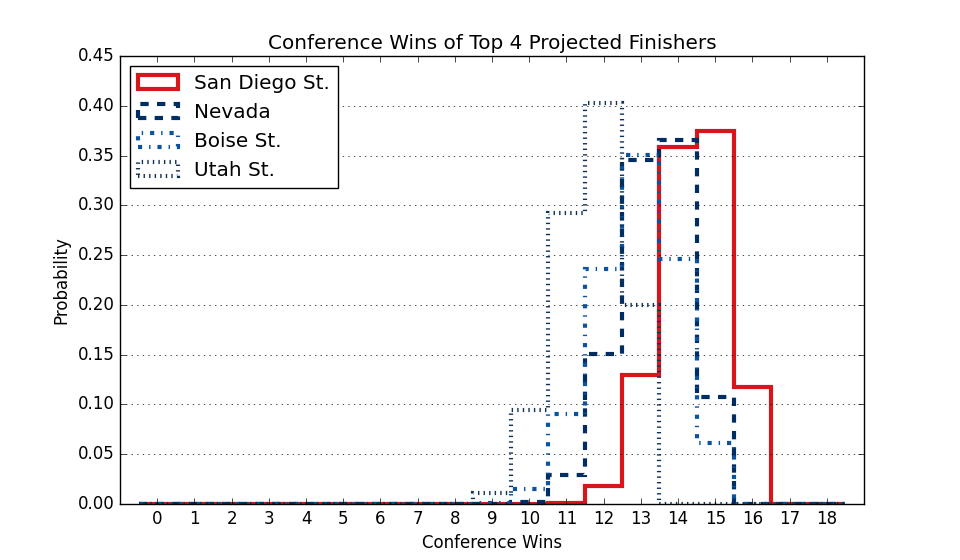 Conference Wins of Top 4 Projected Finishers
San Diego St.
Nevada
Boise St.
Utah St.
0.45
0.40
0.35
0.30
0.25
0.20
0.15
0.10
0.05
0.00
Probability
0 1 2 3 4 5 6 7 8 9 10 11 12 13 14 15 16 17 18
Conference Wins